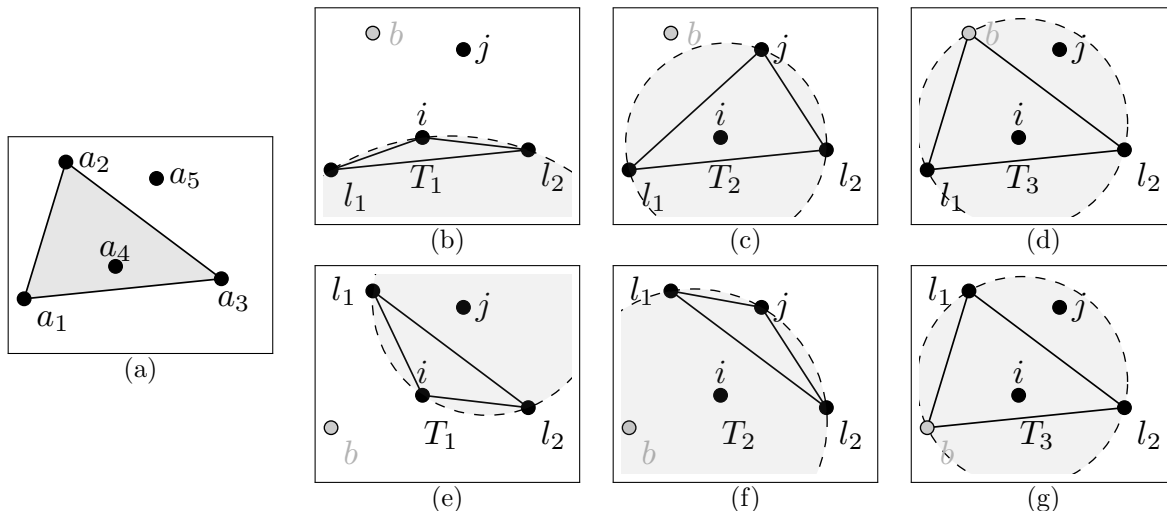 a₂
a₅
a₄
a₃
a₁
(a)
b
j
i
l₁
T₁
l₂
(b)
b
j
i
l₁
T₂
l₂
(c)
b
j
i
l₁
T₃
l₂
(d)
l₁
j
i
l₂
T₁
b
(e)
l₁
j
i
l₂
T₂
b
(f)
l₁
j
i
l₂
T₃
b
(g)